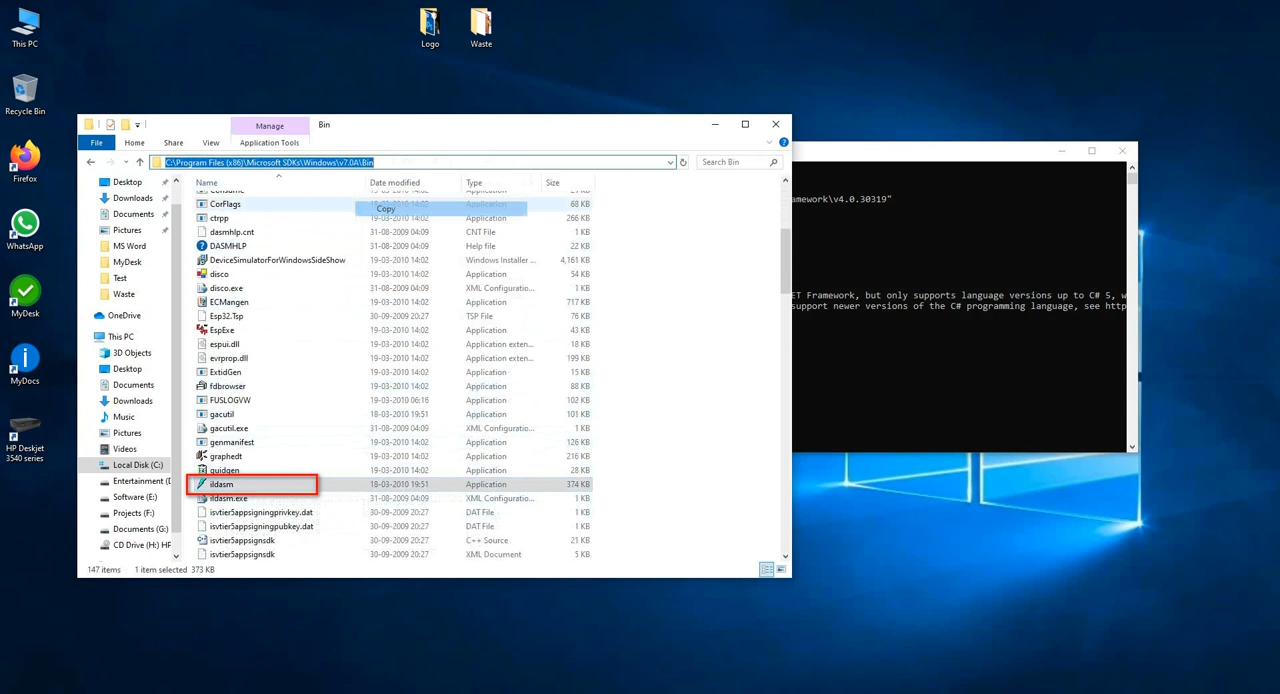 This PC
Recycle Bin
Firefox
WhatsApp
MyDesk
MyDocs
HP Deskjet
3540 series
Logo
Waste
Manage
Bin
File
Home
Share
View
Application Tools
C:\Program Files (x86)\Microsoft SDKs\Windows\v7.0A\Bin
Search Bin
Desktop
Downloads
Documents
Pictures
MS Word
MyDesk
Test
Waste
OneDrive
This PC
3D Objects
Desktop
Documents
Downloads
Music
Pictures
Videos
Local Disk (C:)
Entertainment (D
Software (E:)
Projects (F:)
Documents (G:)
CD Drive (H:) HP
Name Date modified Type Size
CorFlags 19-03-2010 14:02 68 KB
Copy
ctrpp 19-03-2010 14:02 Application 266 KB
dasmhlp.cnt 31-08-2009 04:09 CNT File 1 KB
DASMHLP 31-08-2009 04:09 Help file 22 KB
DeviceSimulatorForWindowsSideShow 19-03-2010 14:02 Windows Installer ... 4,161 KB
disco 19-03-2010 14:02 Application 54 KB
disco.exe 31-08-2009 04:09 XML Configuratio... 1 KB
ECMangen 19-03-2010 14:02 Application 717 KB
Esp32.Tsp 30-09-2009 20:27 TSP File 76 KB
EspExe 19-03-2010 14:02 Application 43 KB
espui.dll 19-03-2010 14:02 Application exten... 18 KB
evrprop.dll 19-03-2010 14:02 Application exten... 199 KB
ExtidGen 19-03-2010 14:02 Application 15 KB
fdbrowser 19-03-2010 14:02 Application 88 KB
FUSLOGVW 19-03-2010 06:16 Application 102 KB
gacutil 18-03-2010 19:51 Application 101 KB
gacutil.exe 31-08-2009 04:09 XML Configuratio... 1 KB
genmanifest 19-03-2010 14:02 Application 126 KB
graphedt 19-03-2010 14:02 Application 216 KB
guidgen 19-03-2010 14:02 Application 28 KB
ildasm 18-03-2010 19:51 Application 374 KB
ildasm.exe 31-08-2009 04:09 XML Configuratio... 1 KB
isvtier5appsigningprivkey.dat 30-09-2009 20:27 DAT File 1 KB
isvtier5appsigningpubkey.dat 30-09-2009 20:27 DAT File 1 KB
isvtier5appsignsdk 30-09-2009 20:27 C++ Source 21 KB
isvtier5appsignsdk 30-09-2009 20:27 XML Document 5 KB
147 items 1 item selected 373 KB
amework\v4.0.30319"
ET Framework, but only supports language versions up to C# 5, w
support newer versions of the C# programming language, see http